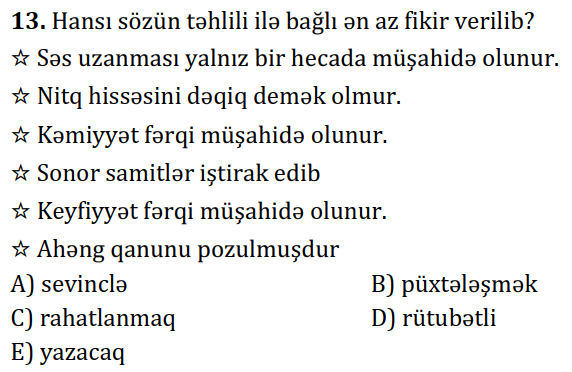 13. Hansı sözün təhlili ilə bağlı ən az fikir verilib?
☆ Səs uzanması yalnız bir hecada müşahidə olunur.
☆ Nitq hissəsini dəqiq demək olmur.
☆ Kəmiyyət fərqi müşahidə olunur.
☆ Sonor samitlər iştirak edib
☆ Keyfiyyət fərqi müşahidə olunur.
☆ Ahəng qanunu pozulmuşdur
A) sevinclə B) püxtələşmək
C) rahatlanmaq D) rütubətli
E) yazacaq